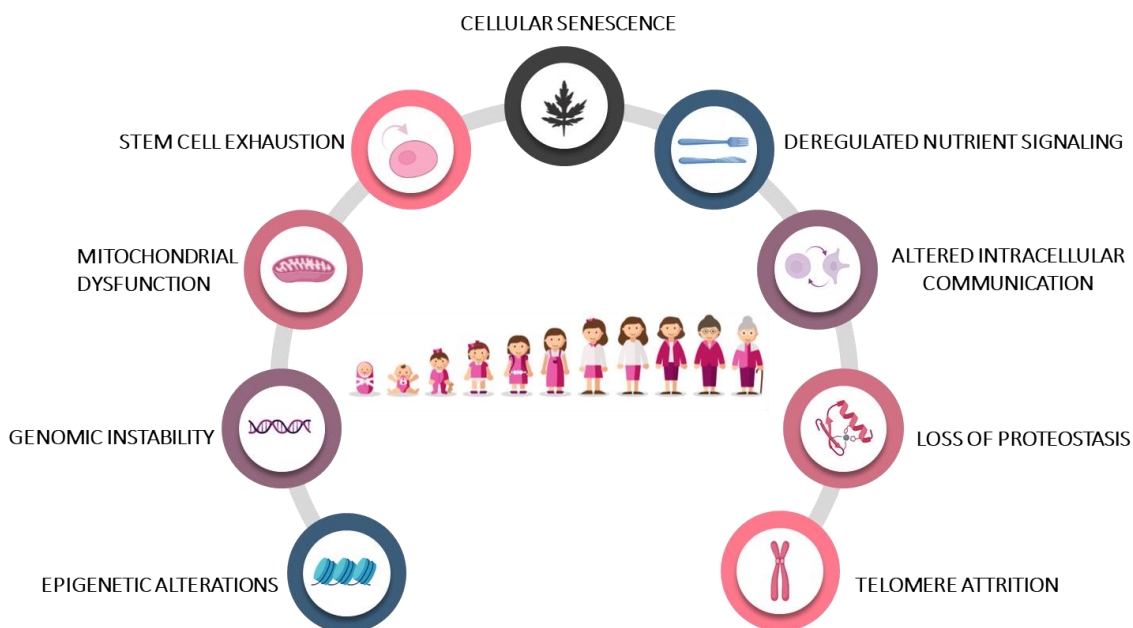 CELLULAR SENESCENCE
STEM CELL EXHAUSTION
DEREGULATED NUTRIENT SIGNALING
MITOCHONDRIAL
DYSFUNCTION
ALTERED INTRACELLULAR
COMMUNICATION
GENOMIC INSTABILITY
LOSS OF PROTEOSTASIS
EPIGENETIC ALTERATIONS
TELOMERE ATTRITION